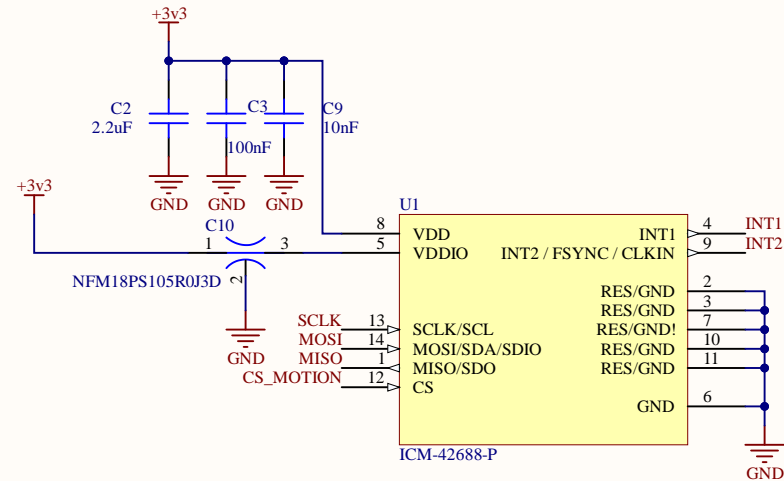 +3v3
C2
2.2uF
C3
100nF
C9
10nF
GND
GND
GND
+3v3
C10
1
3
2
NFM18PS105R0J3D
GND
U1
8
VDD
5
VDDIO
SCLK
13
SCLK/SCL
MOSI
14
MOSI/SDA/SDIO
MISO
1
MISO/SDO
CS_MOTION
12
CS
INT1
4
INT1
INT2 / FSYNC / CLKIN
9
INT2
RES/GND
2
RES/GND
3
RES/GND!
7
RES/GND
10
RES/GND
11
GND
6
GND
ICM-42688-P